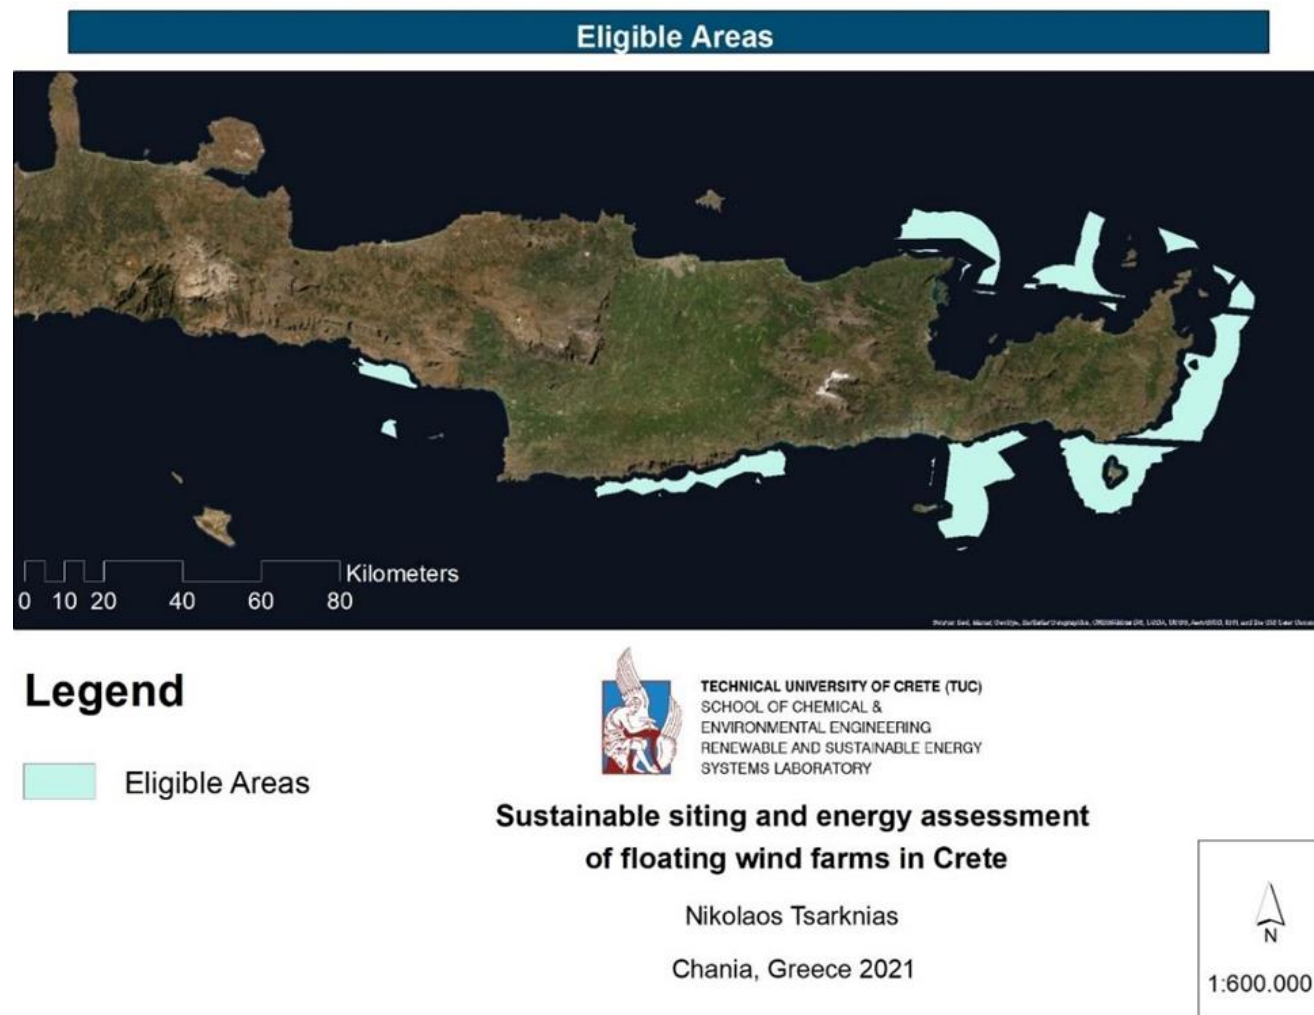 Eligible Areas
Kilometers
0 10 20 40 60 80
Legend
Eligible Areas
TECHNICAL UNIVERSITY OF CRETE (TUC)
SCHOOL OF CHEMICAL &
ENVIRONMENTAL ENGINEERING
RENEWABLE AND SUSTAINABLE ENERGY
SYSTEMS LABORATORY
Sustainable siting and energy assessment
of floating wind farms in Crete
Nikolaos Tsarknias
Chania, Greece 2021
N
1:600.000